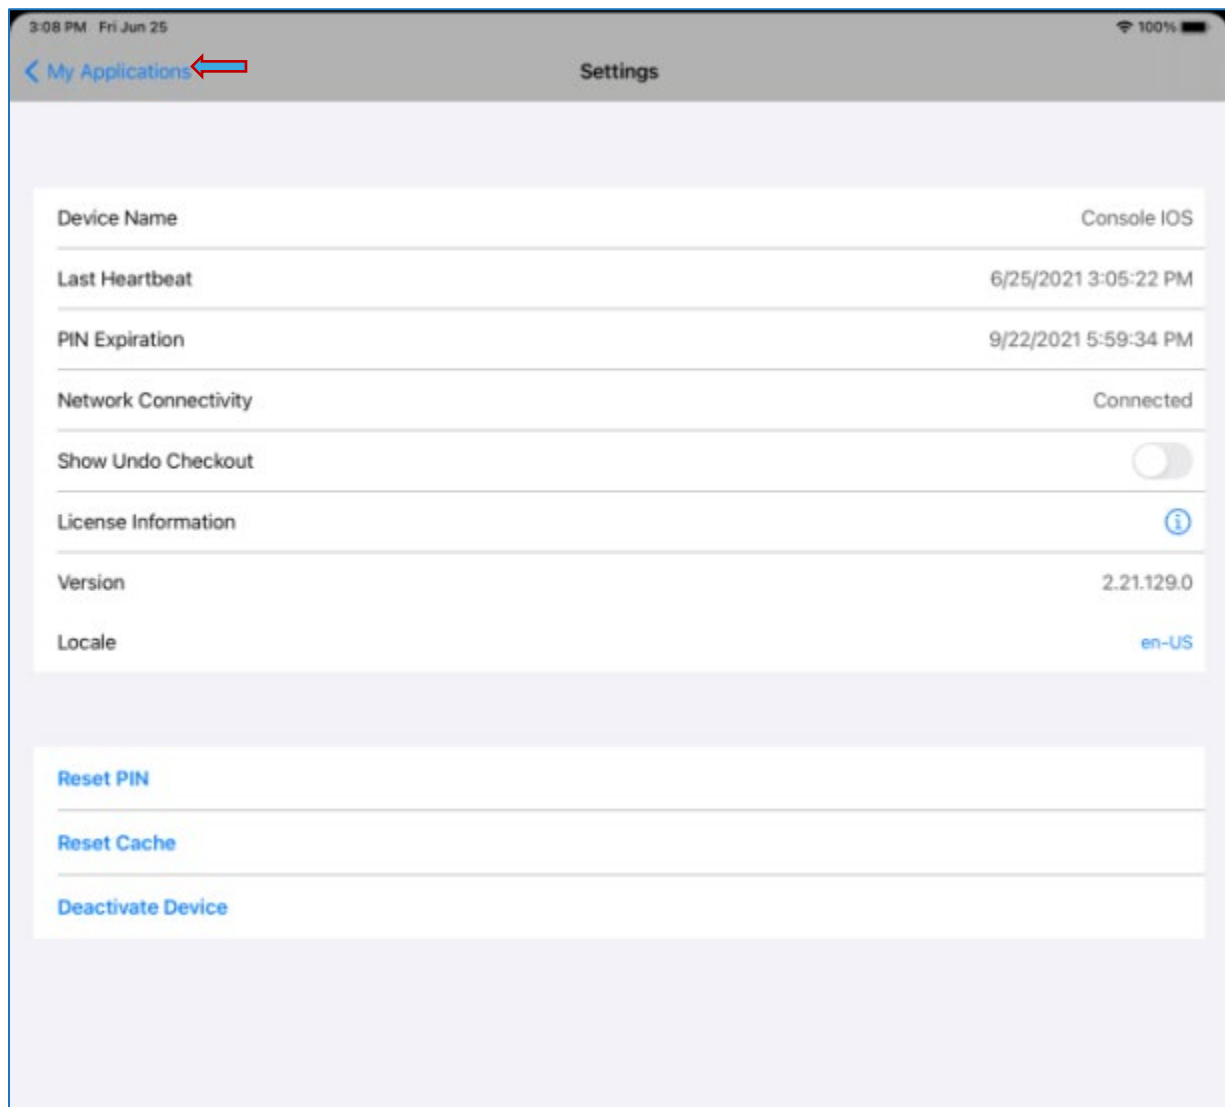 3:08 PM Fri Jun 25 100%
My Applications Settings
Device Name Console IOS
Last Heartbeat 6/25/2021 3:05:22 PM
PIN Expiration 9/22/2021 5:59:34 PM
Network Connectivity Connected
Show Undo Checkout
License Information
Version 2.21.129.0
Locale en-US
Reset PIN
Reset Cache
Deactivate Device